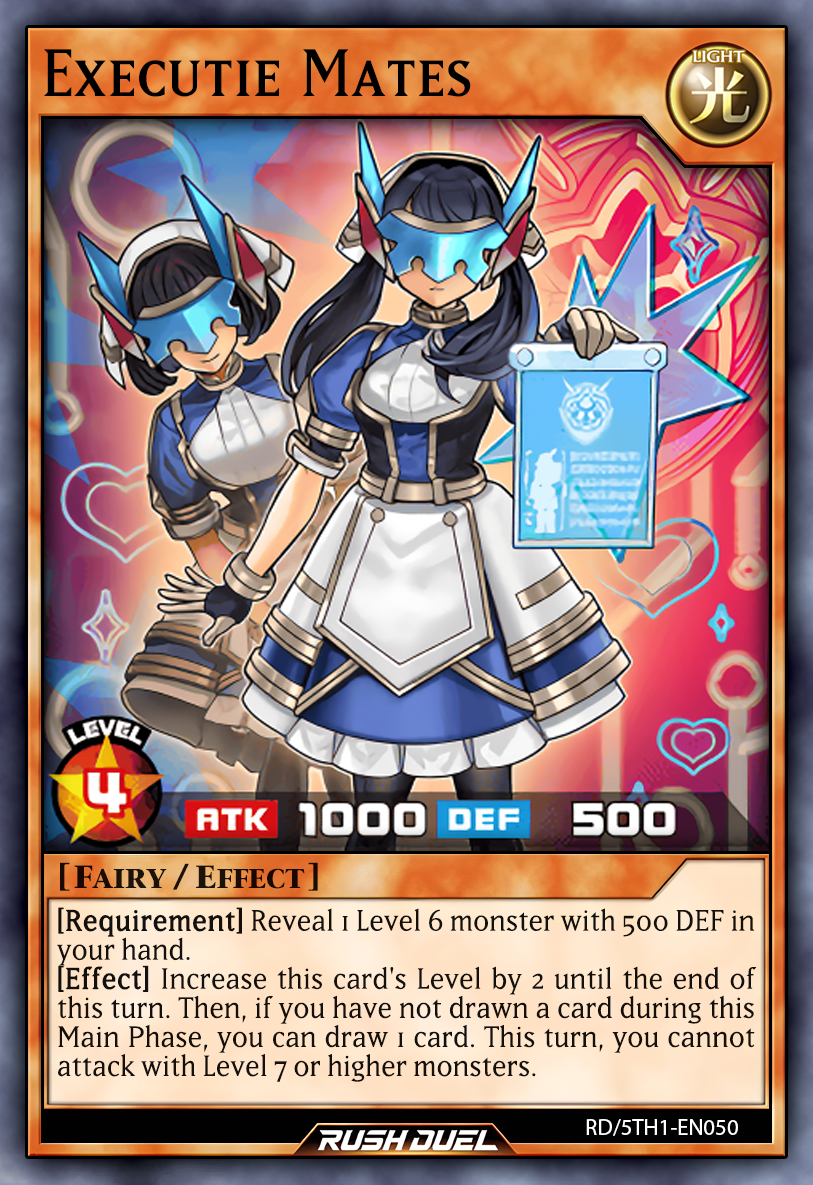 Executie Mates
LIGHT
光
LEVEL
4
ATK 1000 DEF 500
[Fairy / Effect]
[Requirement] Reveal 1 Level 6 monster with 500 DEF in
your hand.
[Effect] Increase this card's Level by 2 until the end of
this turn. Then, if you have not drawn a card during this
Main Phase, you can draw 1 card. This turn, you cannot
attack with Level 7 or higher monsters.
RD/5TH1-EN050
RUSH DUEL